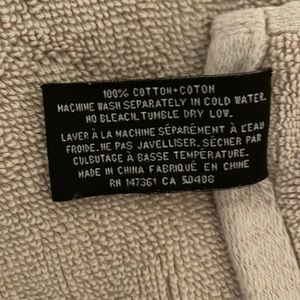 100% COTTON • COTON
MACHINE WASH SEPARATELY IN COLD WATER.
NO BLEACH. TUMBLE DRY LOW.
LAVER À LA MACHINE SÉPARÉMENT À L'EAU
FROIDE. NE PAS JAVELLISER. SÉCHER PAR
CULBUTAGE À BASSE TEMPÉRATURE.
MADE IN CHINA FABRIQUÉ EN CHINE
RN 147361 CA 50408